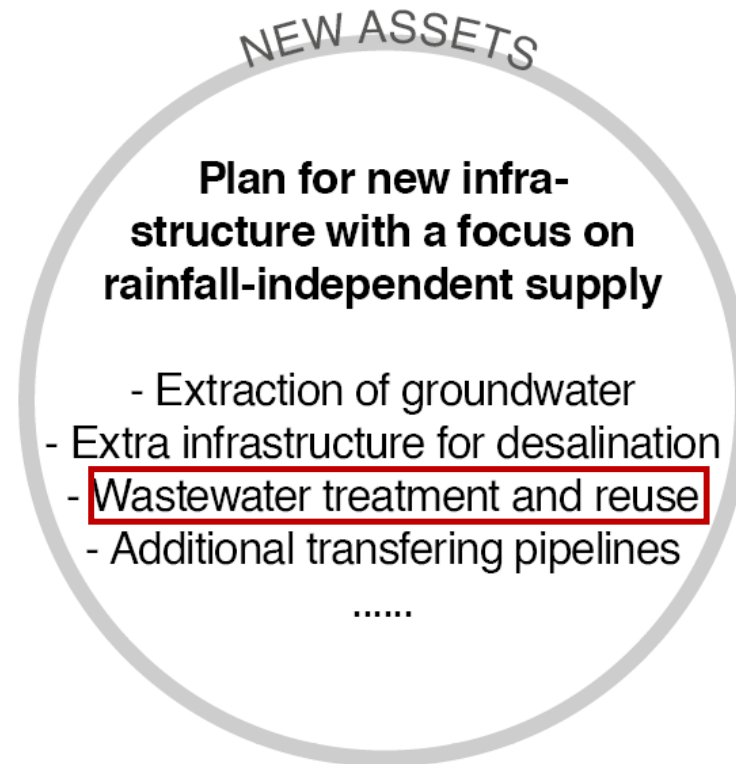 NEW ASSETS
Plan for new infra-
structure with a focus on
rainfall-independent supply
- Extraction of groundwater
- Extra infrastructure for desalination
- Wastewater treatment and reuse
- Additional transfering pipelines
......